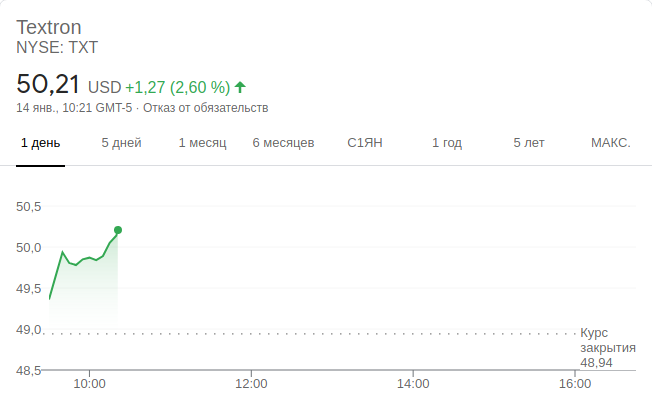 Textron
NYSE: TXT
50,21 USD +1,27 (2,60 %)
14 янв., 10:21 GMT-5 · Отказ от обязательств
1 день 5 дней 1 месяц 6 месяцев С1ЯН 1 год 5 лет МАКС.
50,5
50,0
49,5
49,0
Курс
закрытия
48,94
48,5
10:00 12:00 14:00 16:00